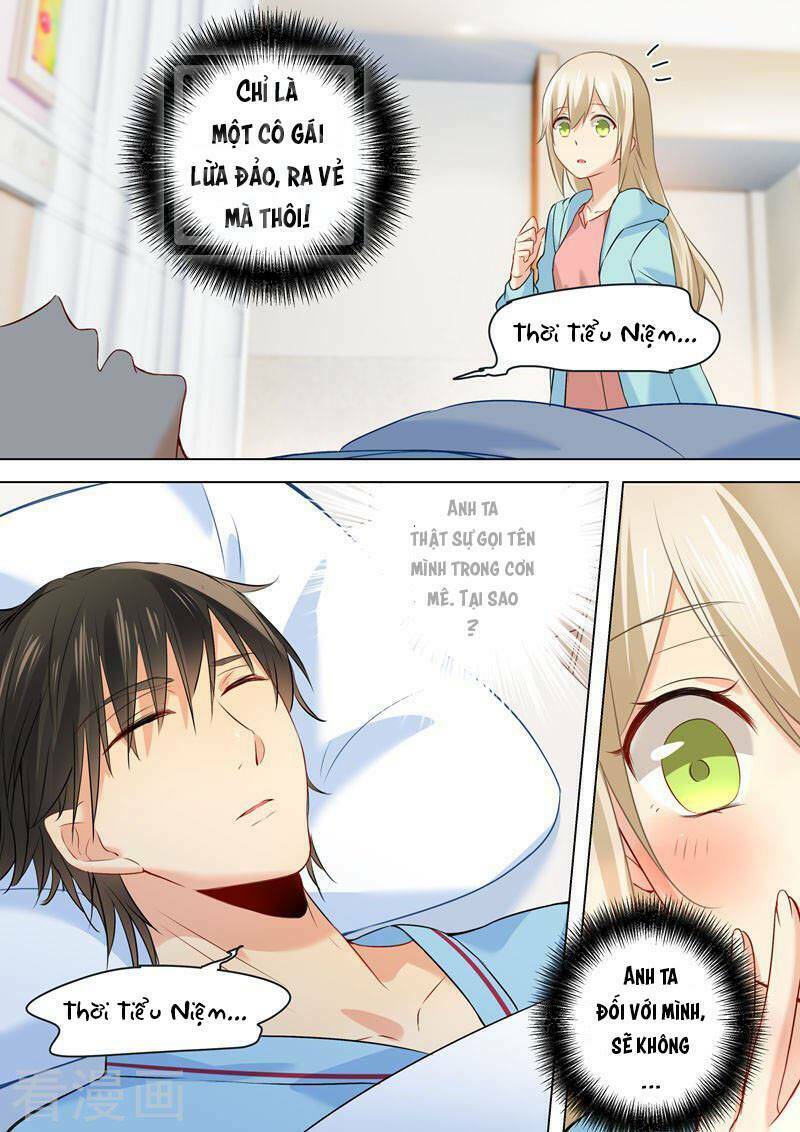 CHỈ LÀ
MỘT CÔ GÁI
LỪA ĐẢO, RA VẺ
MÀ THÔI!
THỜI TIỂU NIỆM...
ANH TA
THẬT SỰ GỌI TÊN
MÌNH TRONG CƠN
MÊ. TẠI SAO
?
THỜI TIỂU NIỆM...
ANH TA
ĐỐI VỚI MÌNH,
SẼ KHÔNG
...
看漫画